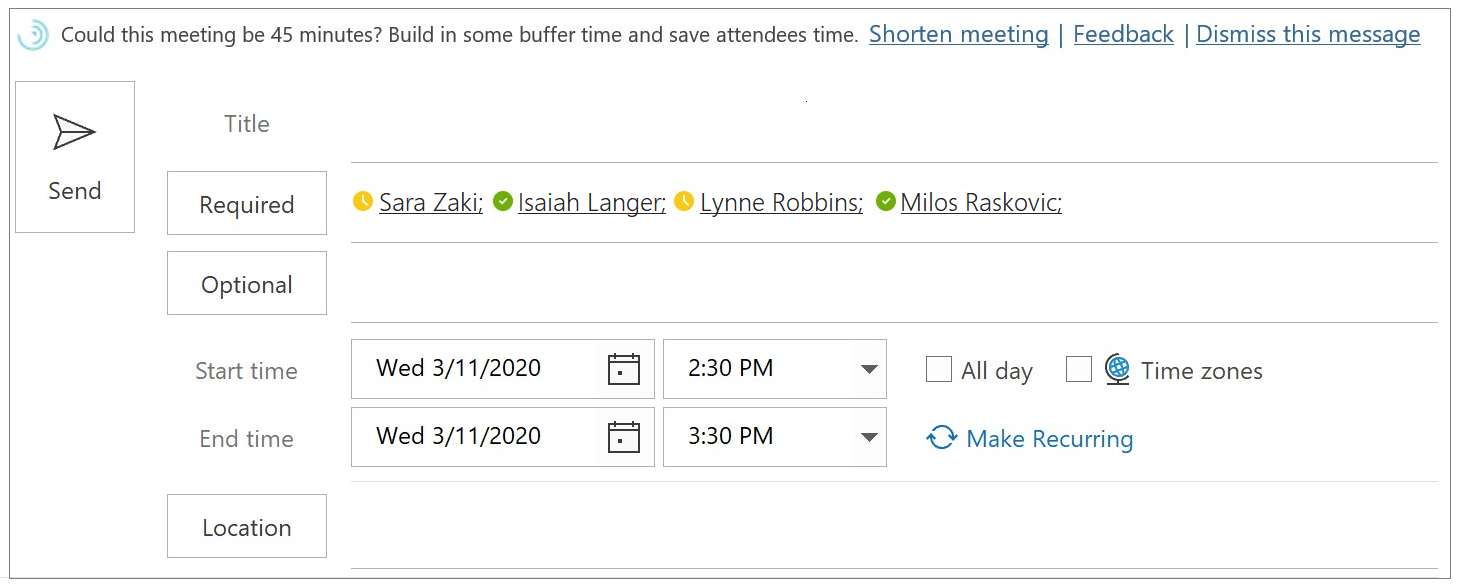 Could this meeting be 45 minutes? Build in some buffer time and save attendees time. Shorten meeting | Feedback | Dismiss this message
Send
Title
Required Sara Zaki; Isaiah Langer; Lynne Robbins; Milos Raskovic;
Optional
Start time Wed 3/11/2020 2:30 PM All day Time zones
End time Wed 3/11/2020 3:30 PM Make Recurring
Location